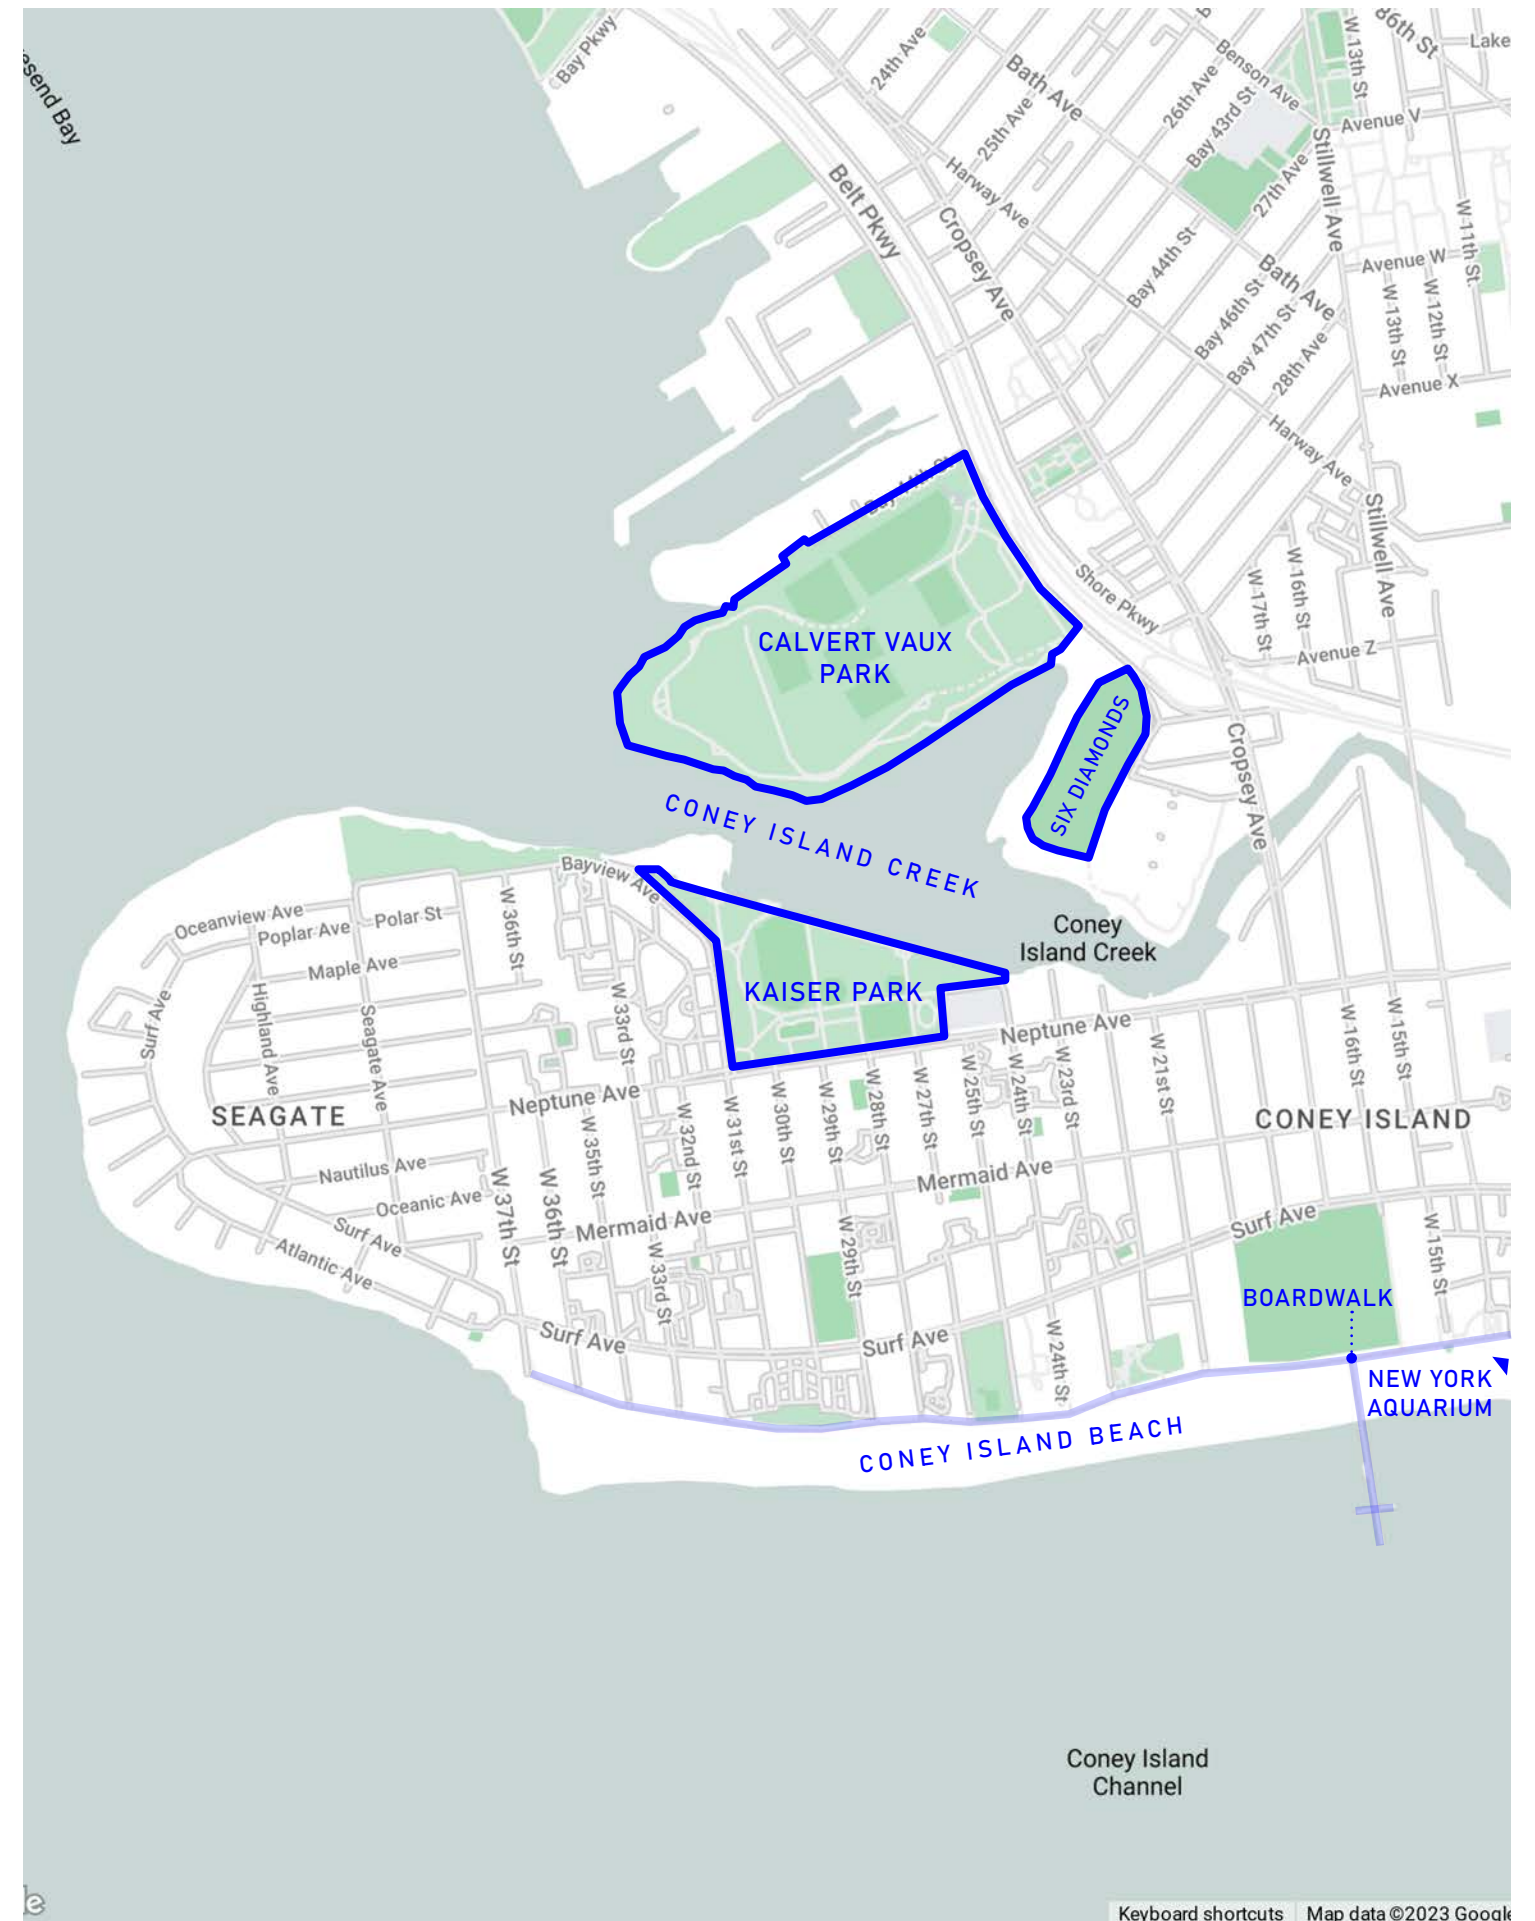 esend Bay
Bay Pkwy
24th Ave
Bath Ave
Benson Ave
W 13th St
86th St
Lake
25th Ave
26th Ave
Bay 43rd St
Avenue V
Harway Ave
27th Ave
Stillwell Ave
Belt Pkwy
Cropsey Ave
W 11th St
Bay 44th St
Bath Ave
Avenue W
Bay 46th St
Bay 47th St
28th Ave
W 13th St
W 12th St
Avenue X
Harway Ave
Stillwell Ave
Shore Pkwy
W 17th St
W 16th St
Avenue Z
CALVERT VAUX
PARK
SIX DIAMONDS
Cropsey Ave
CONEY ISLAND CREEK
Bayview Ave
Coney
Island Creek
Oceanview Ave
Poplar Ave
Polar St
W 36th St
Maple Ave
KAISER PARK
Surf Ave
Highland Ave
Seagate Ave
W 33rd St
Neptune Ave
W 16th St
W 15th St
W 21st St
W 23rd St
W 24th St
W 25th St
W 27th St
W 28th St
W 29th St
W 30th St
W 31st St
W 32nd St
Neptune Ave
SEAGATE
CONEY ISLAND
W 35th St
Nautilus Ave
Oceanic Ave
Mermaid Ave
W 37th St
W 36th St
Mermaid Ave
Surf Ave
Atlantic Ave
W 33rd St
W 29th St
Surf Ave
W 15th St
BOARDWALK
Surf Ave
Surf Ave
W 24th St
NEW YORK
AQUARIUM
CONEY ISLAND BEACH
Coney Island
Channel
le
Keyboard shortcuts
Map data ©2023 Google